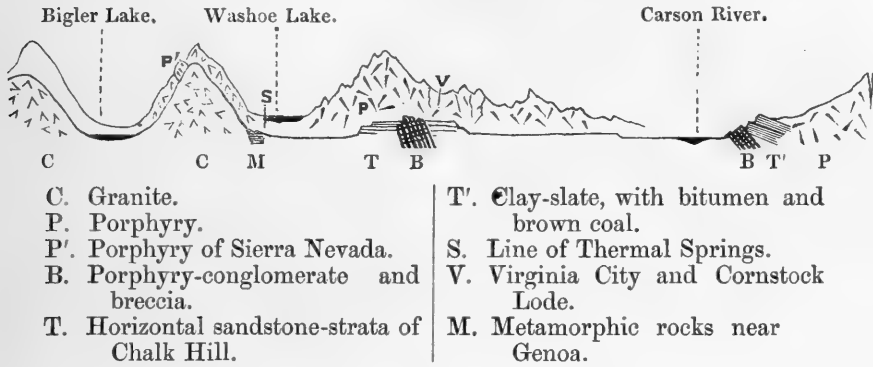 Bigler Lake. Washoe Lake. Carson River.
P'
S
P
V
C C M T B B T' P
C. Granite.
P. Porphyry.
P'. Porphyry of Sierra Nevada.
B. Porphyry-conglomerate and
breccia.
T. Horizontal sandstone-strata of
Chalk Hill.
T'. Clay-slate, with bitumen and
brown coal.
S. Line of Thermal Springs.
V. Virginia City and Cornstock
Lode.
M. Metamorphic rocks near
Genoa.